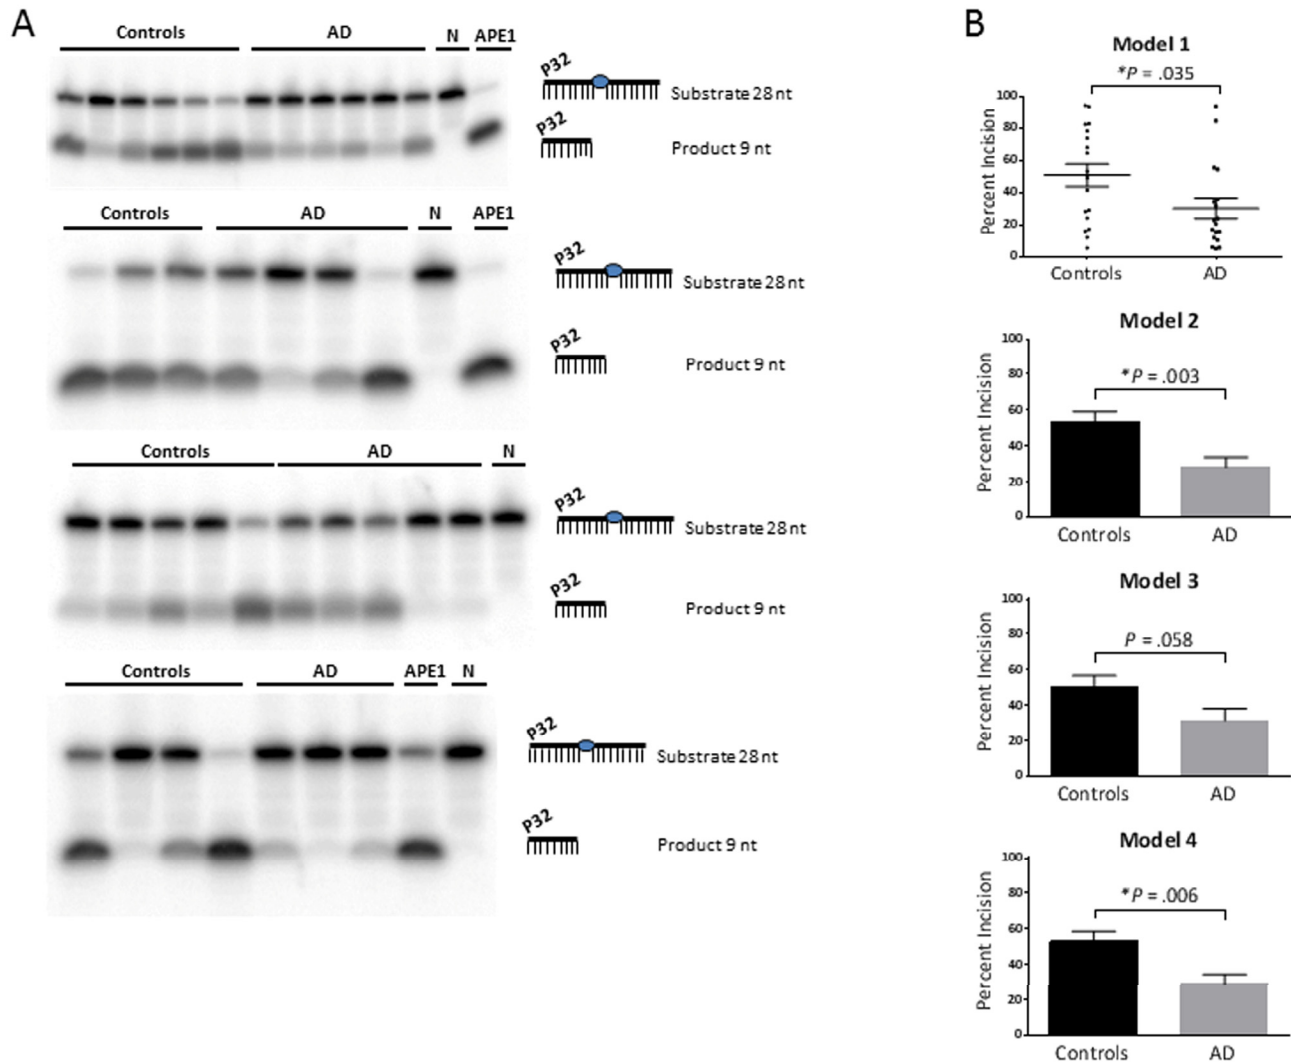 A
Controls AD N APE1
P32
Substrate 28 nt
P32
Product 9 nt
Controls AD N APE1
P32
Substrate 28 nt
P32
Product 9 nt
Controls AD N
P32
Substrate 28 nt
P32
Product 9 nt
Controls AD APE1 N
P32
Substrate 28 nt
P32
Product 9 nt
B
Model 1
*P = .035
Percent Incision
100
80
60
40
20
0
Controls AD
Model 2
*P = .003
Percent Incision
100
80
60
40
20
0
Controls AD
Model 3
P = .058
Percent Incision
100
80
60
40
20
0
Controls AD
Model 4
*P = .006
Percent Incision
100
80
60
40
20
0
Controls AD